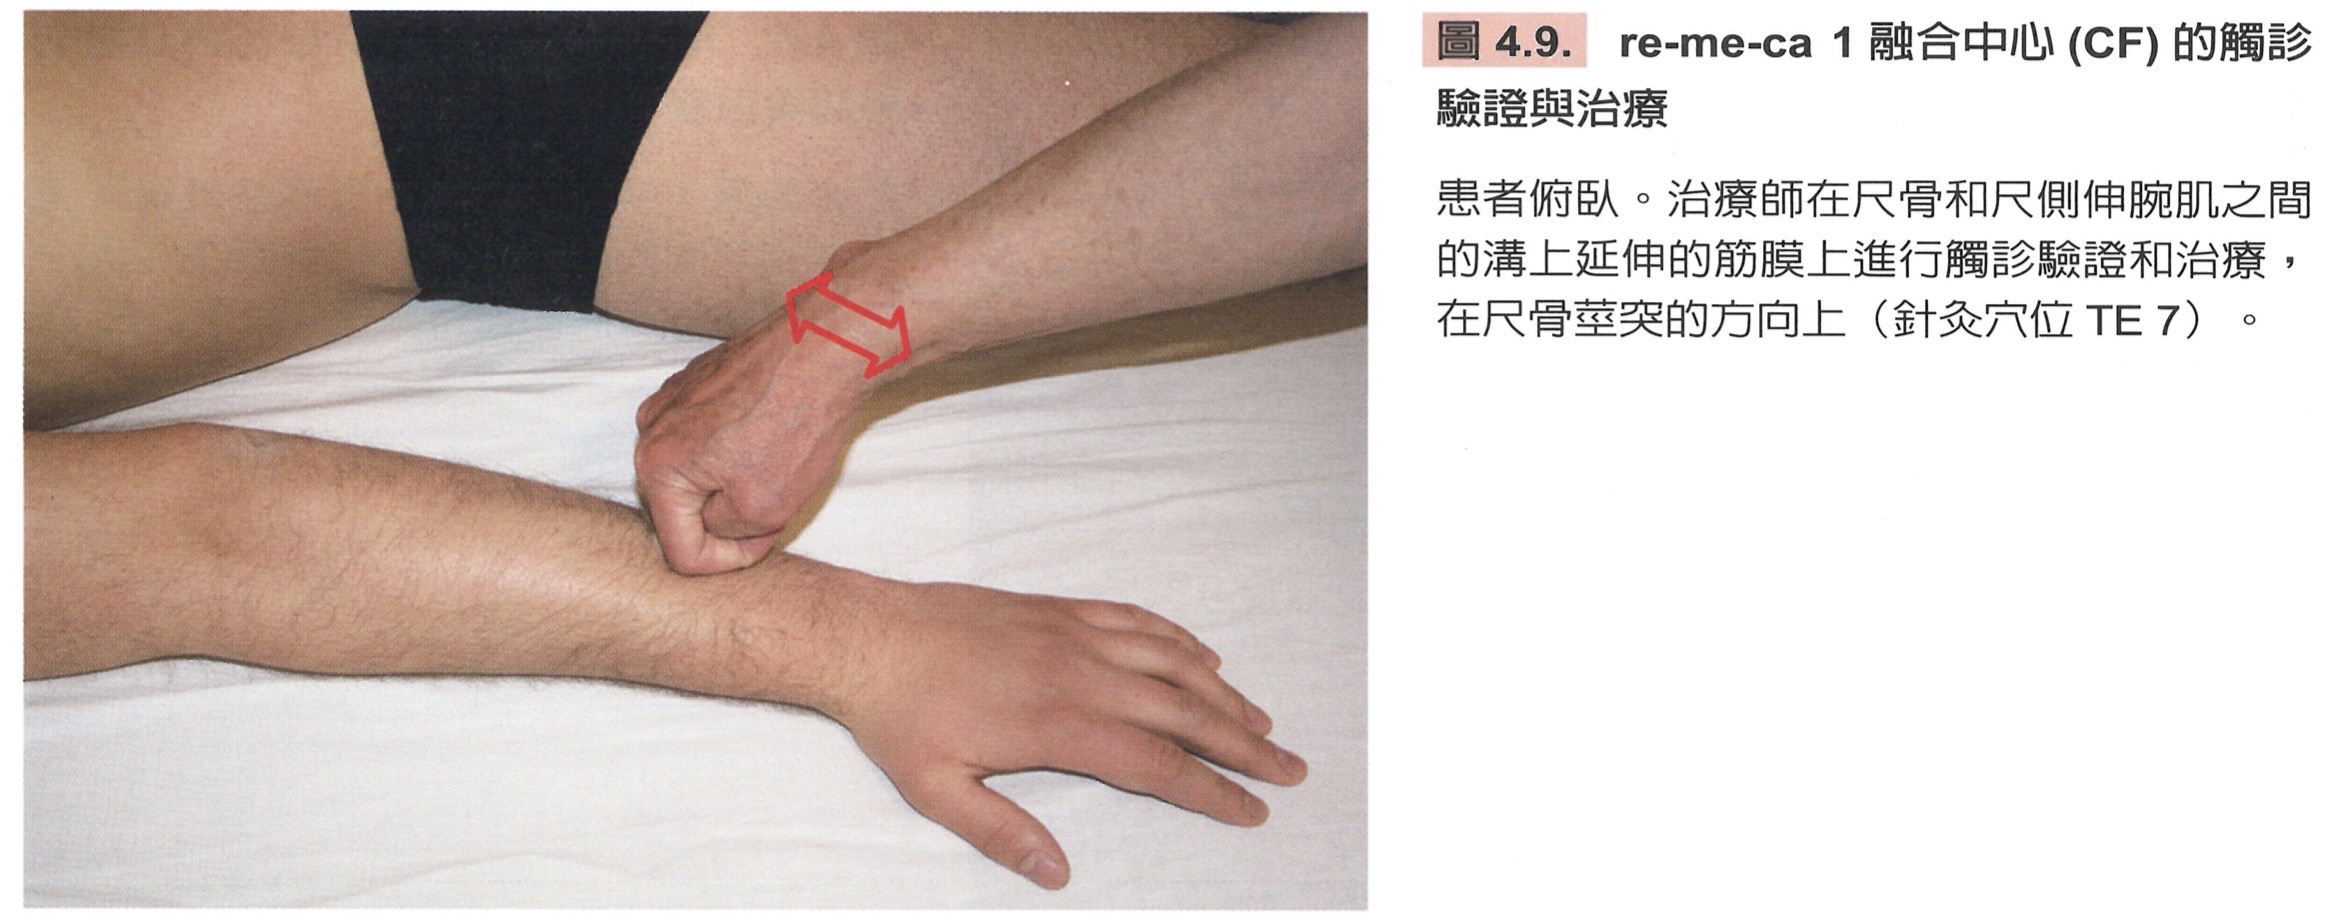 圖 4.9. re-me-ca 1 融合中心 (CF) 的觸診
驗證與治療
患者俯臥。治療師在尺骨和尺側伸腕肌之間
的溝上延伸的筋膜上進行觸診驗證和治療，
在尺骨莖突的方向上（針灸穴位 TE 7）。